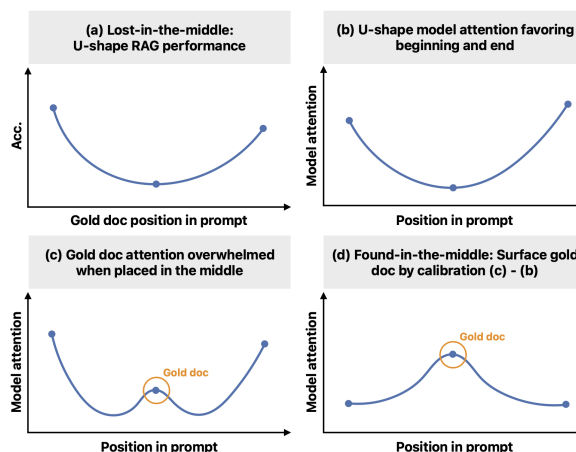 (a) Lost-in-the-middle:
U-shape RAG performance
Acc.
Gold doc position in prompt
(b) U-shape model attention favoring
beginning and end
Model attention
Position in prompt
(c) Gold doc attention overwhelmed
when placed in the middle
Model attention
Gold doc
Position in prompt
(d) Found-in-the-middle: Surface gold
doc by calibration (c) - (b)
Model attention
Gold doc
Position in prompt